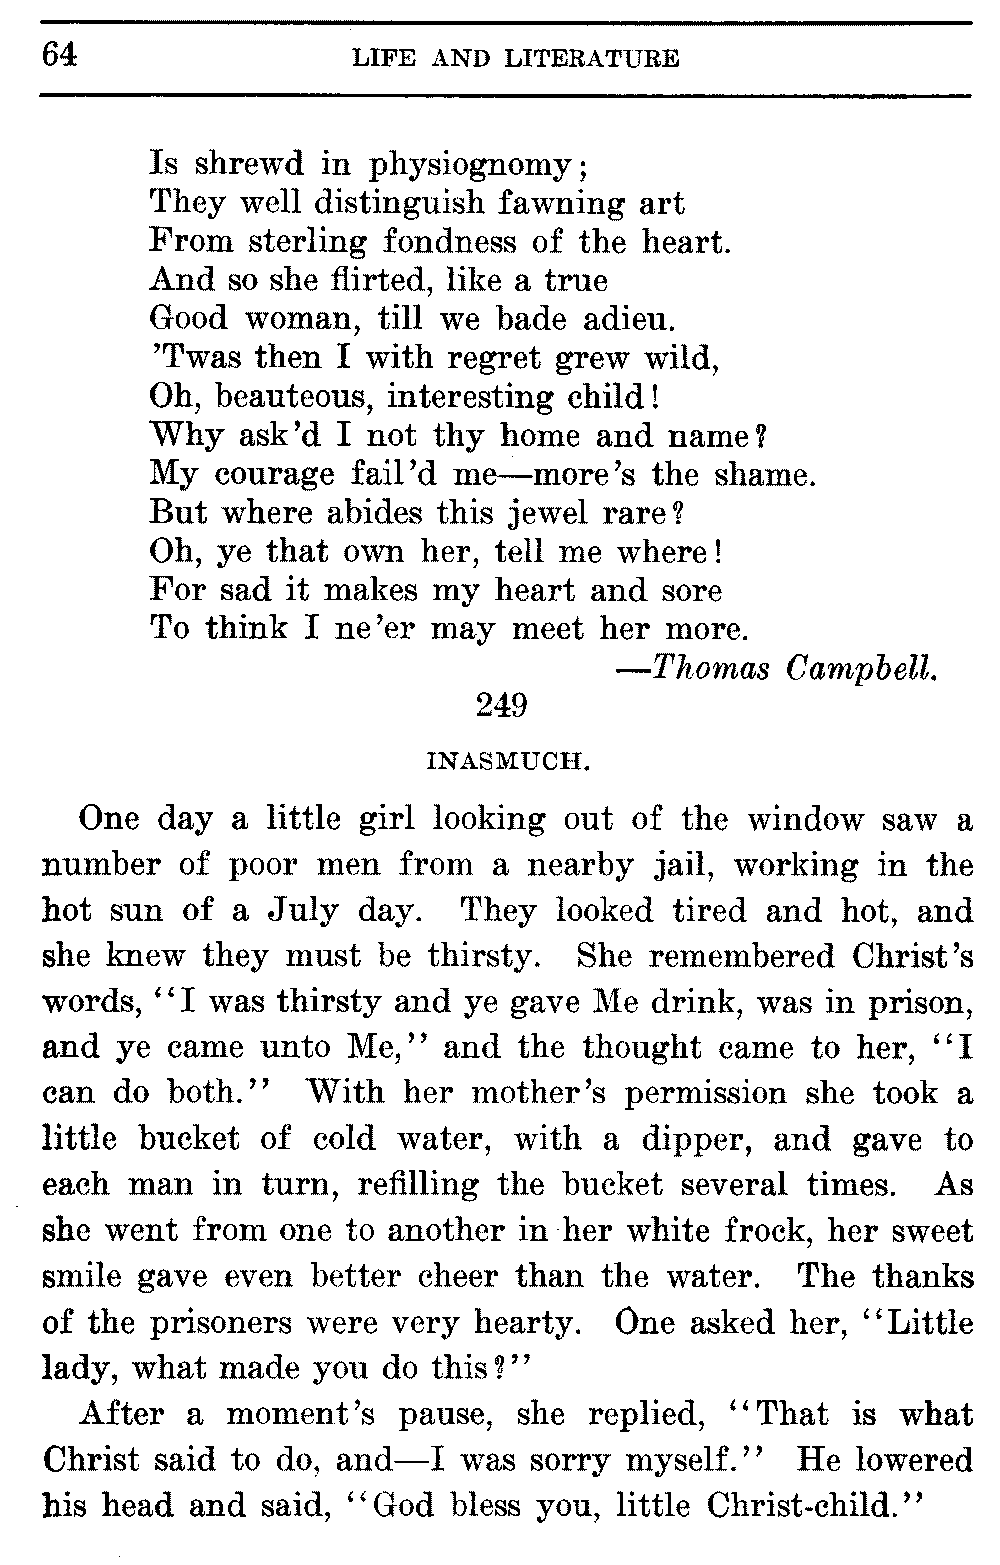 64 LIFE AND LITERATURE
Is shrewd in physiognomy;
They well distinguish fawning art
From sterling fondness of the heart.
And so she flirted, like a true
Good woman, till we bade adieu.
'Twas then I with regret grew wild,
Oh, beauteous, interesting child!
Why ask'd I not thy home and name?
My courage fail'd me—more's the shame.
But where abides this jewel rare?
Oh, ye that own her, tell me where!
For sad it makes my heart and sore
To think I ne'er may meet her more.
—Thomas Campbell.
249
INASMUCH.
One day a little girl looking out of the window saw a
number of poor men from a nearby jail, working in the
hot sun of a July day. They looked tired and hot, and
she knew they must be thirsty. She remembered Christ's
words, "I was thirsty and ye gave Me drink, was in prison,
and ye came unto Me," and the thought came to her, "I
can do both." With her mother's permission she took a
little bucket of cold water, with a dipper, and gave to
each man in turn, refilling the bucket several times. As
she went from one to another in her white frock, her sweet
smile gave even better cheer than the water. The thanks
of the prisoners were very hearty. One asked her, "Little
lady, what made you do this?"
After a moment's pause, she replied, "That is what
Christ said to do, and—I was sorry myself." He lowered
his head and said, "God bless you, little Christ-child."